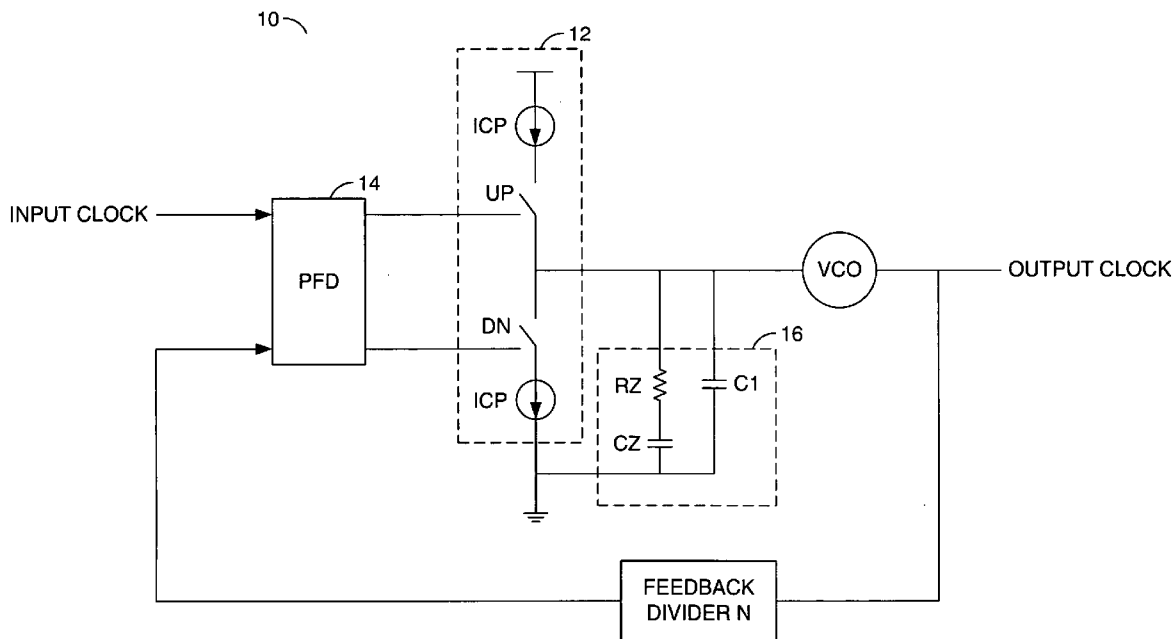 10
12
ICP
14
UP
INPUT CLOCK
PFD
VCO
OUTPUT CLOCK
DN
16
RZ
C1
ICP
CZ
FEEDBACK
DIVIDER N